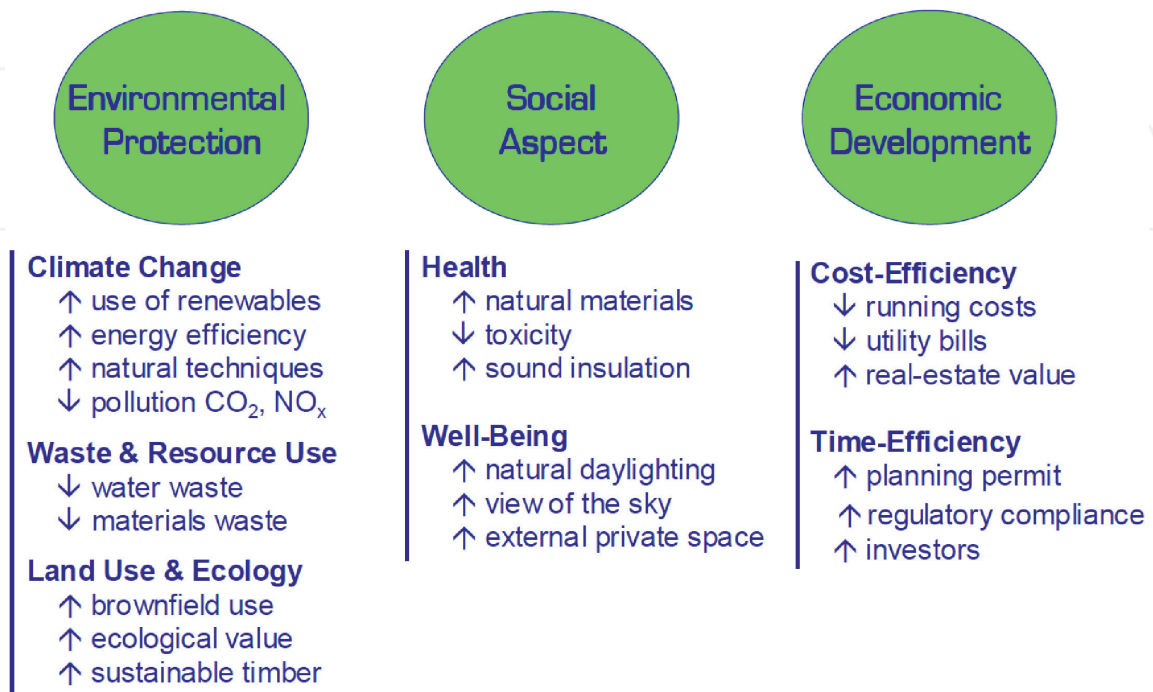 Environmental
Protection
Climate Change
↑ use of renewables
↑ energy efficiency
↑ natural techniques
↓ pollution CO₂, NOₓ
Waste & Resource Use
↓ water waste
↓ materials waste
Land Use & Ecology
↑ brownfield use
↑ ecological value
↑ sustainable timber
Social
Aspect
Health
↑ natural materials
↓ toxicity
↑ sound insulation
Well-Being
↑ natural daylighting
↑ view of the sky
↑ external private space
Economic
Development
Cost-Efficiency
↓ running costs
↓ utility bills
↑ real-estate value
Time-Efficiency
↑ planning permit
↑ regulatory compliance
↑ investors